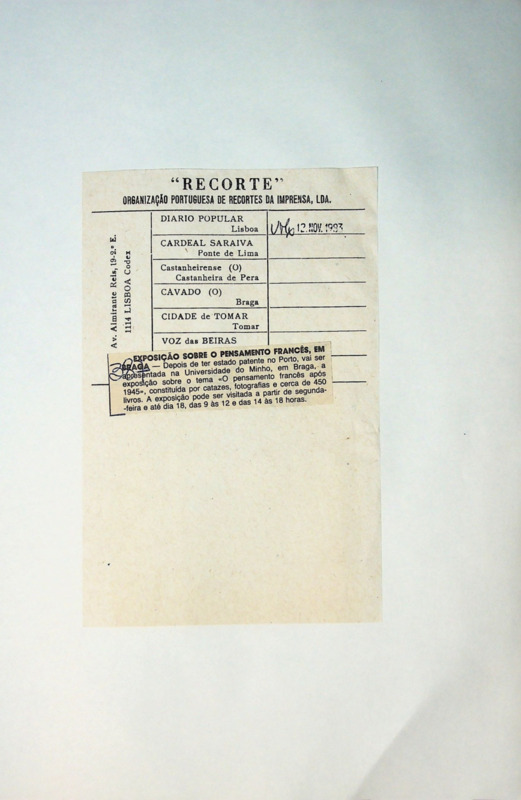 "RECORTE"
ORGANIZAÇÃO PORTUGUESA DE RECORTES DA IMPRENSA, LDA.
Av. Almirante Reis, 19-2.º E.
1114 LISBOA Codex
DIARIO POPULAR
Lisboa
12. NOV. 1983
CARDEAL SARAIVA
Ponte de Lima
Castanheirense (O)
Castanheira de Pera
CAVADO (O)
Braga
CIDADE de TOMAR
Tomar
VOZ das BEIRAS
EXPOSIÇÃO SOBRE O PENSAMENTO FRANCÊS, EM
BRAGA — Depois de ter estado patente no Porto, vai ser
apresentada na Universidade do Minho, em Braga, a
exposição sobre o tema «O pensamento francês após
1945», constituída por catazes, fotografias e cerca de 450
livros. A exposição pode ser visitada a partir de segunda-
-feira e até dia 18, das 9 às 12 e das 14 às 18 horas.